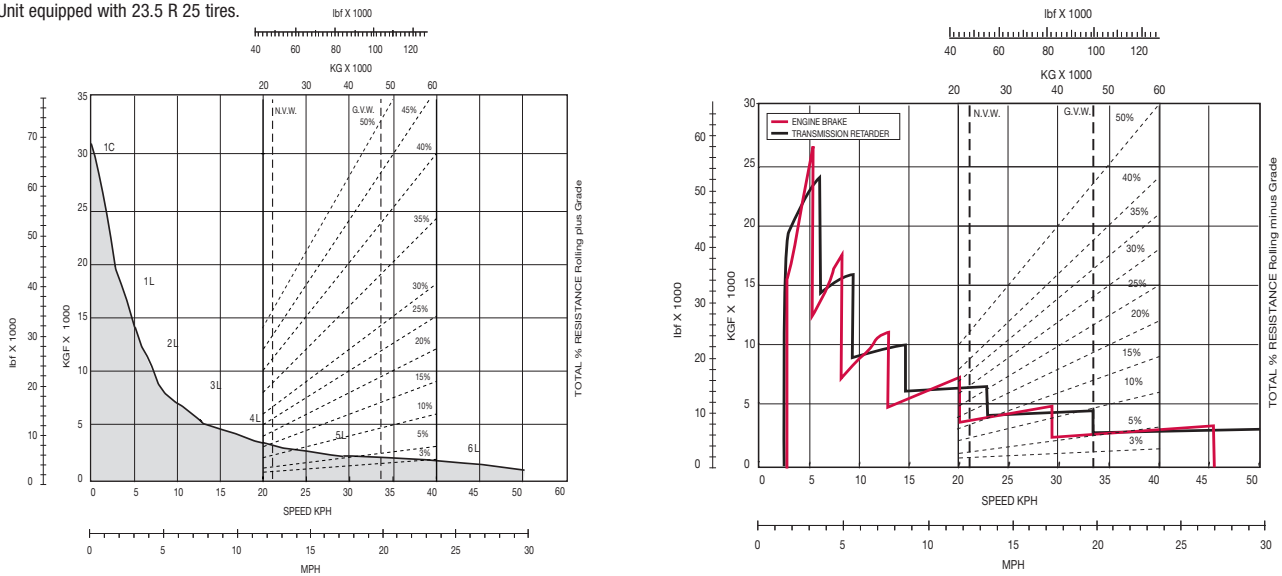 Unit equipped with 23.5 R 25 tires.
lbf X 1000
40 60 80 100 120
KG X 1000
20 30 40 50 60
35
30
25
20
15
10
5
0
KGF X 1000
70
60
50
40
30
20
10
0
lbf X 1000
N.V.W.
G.V.W.
50%
45%
40%
35%
30%
25%
20%
15%
10%
5%
3%
1C
1L
2L
3L
4L
5L
6L
TOTAL % RESISTANCE Rolling plus Grade
0 5 10 15 20 25 30 35 40 45 50 60
SPEED KPH
0 5 10 15 20 25 30
MPH
lbf X 1000
40 60 80 100 120
KG X 1000
20 30 40 50 60
30
25
20
15
10
5
0
KGF X 1000
60
50
40
30
20
10
0
lbf X 1000
ENGINE BRAKE
TRANSMISSION RETARDER
N.V.W.
G.V.W.
50%
40%
35%
30%
25%
20%
15%
10%
5%
3%
TOTAL % RESISTANCE Rolling minus Grade
0 5 10 15 20 25 30 35 40 45 50
SPEED KPH
0 5 10 20 30
MPH